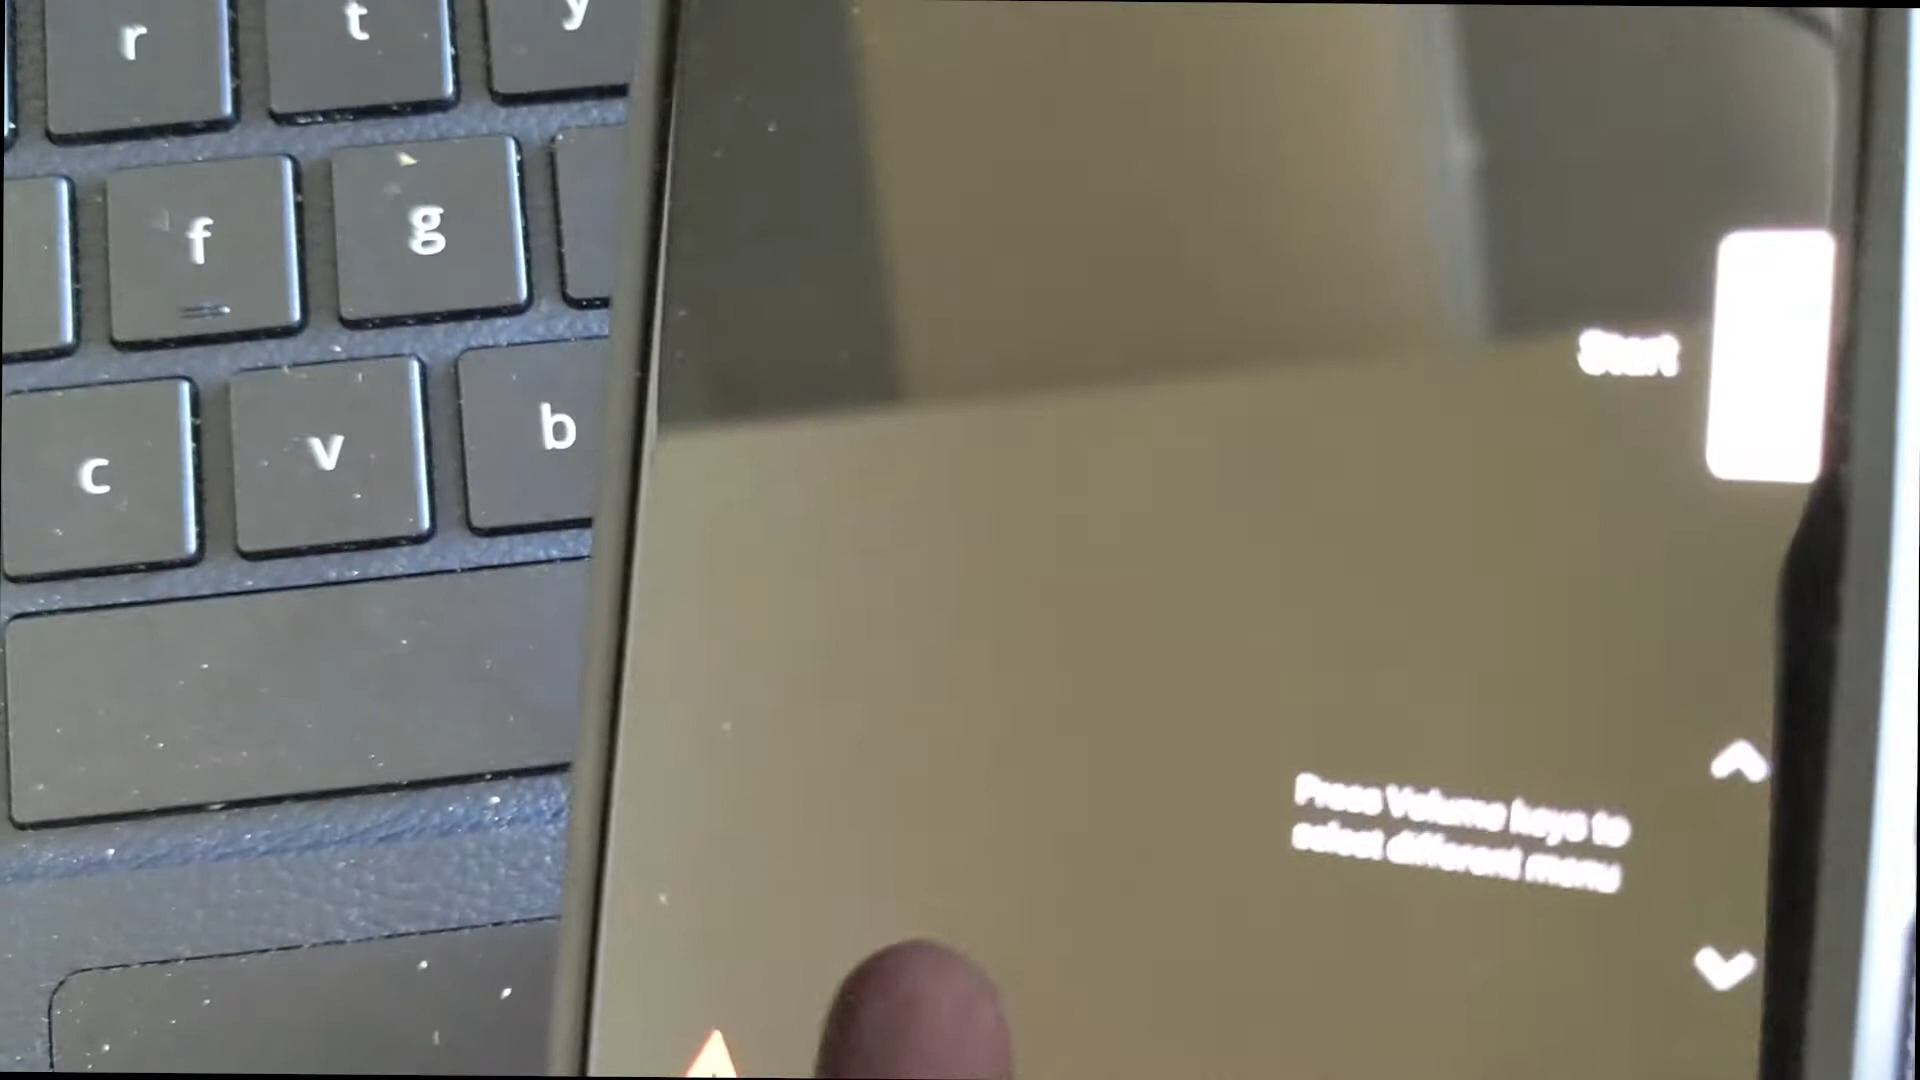 r t y
f g
Start
c v b
Press Volume keys to
select different menu